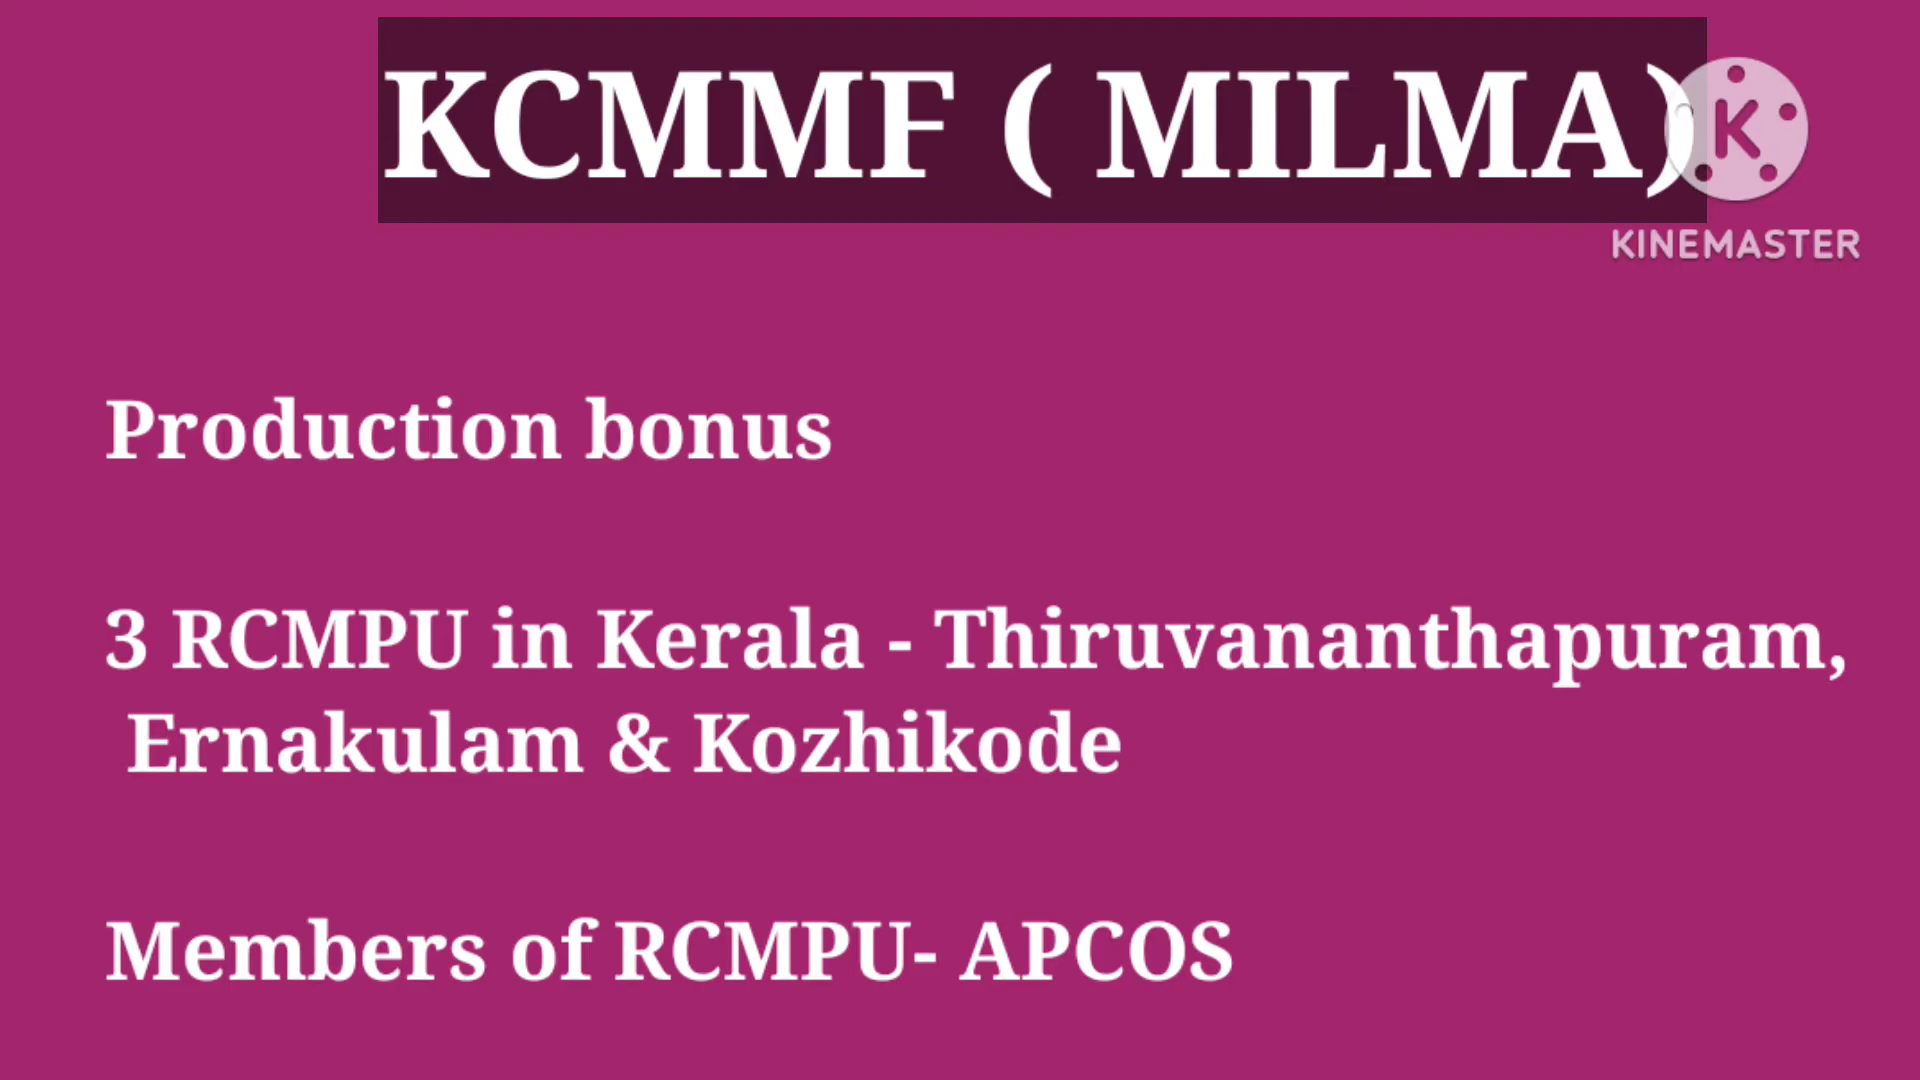 KCMMF ( MILMA)
K
KINEMASTER
Production bonus
3 RCMPU in Kerala - Thiruvananthapuram,
Ernakulam & Kozhikode
Members of RCMPU- APCOS